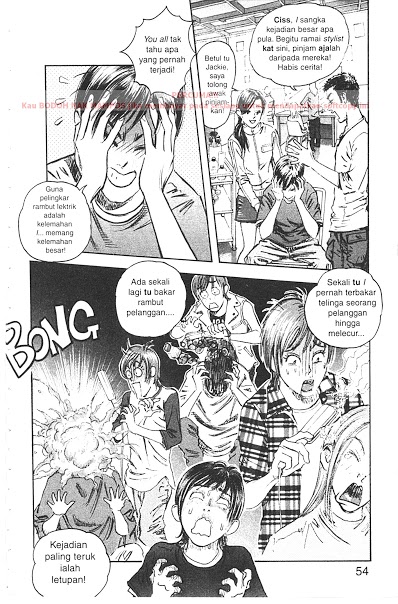 Ciss, I sangka
kejadian besar apa
pula. Begitu ramai stylist
kat sini, pinjam ajalah
daripada mereka!
Habis cerita!
Betul tu
Jackie,
saya
tolong
awak
pinjam-
kan!
You all tak
tahu apa
yang pernah
terjadi!
Guna
pelingkar
rambut lektrik
adalah
kelemahan
I... memang
kelemahan
besar!
Ada sekali
lagi tu bakar
rambut
pelanggan....
Sekali tu I
pernah terbakar
telinga seorang
pelanggan
hingga
melecur...
BONG
Kejadian
paling teruk
ialah
letupan!
54